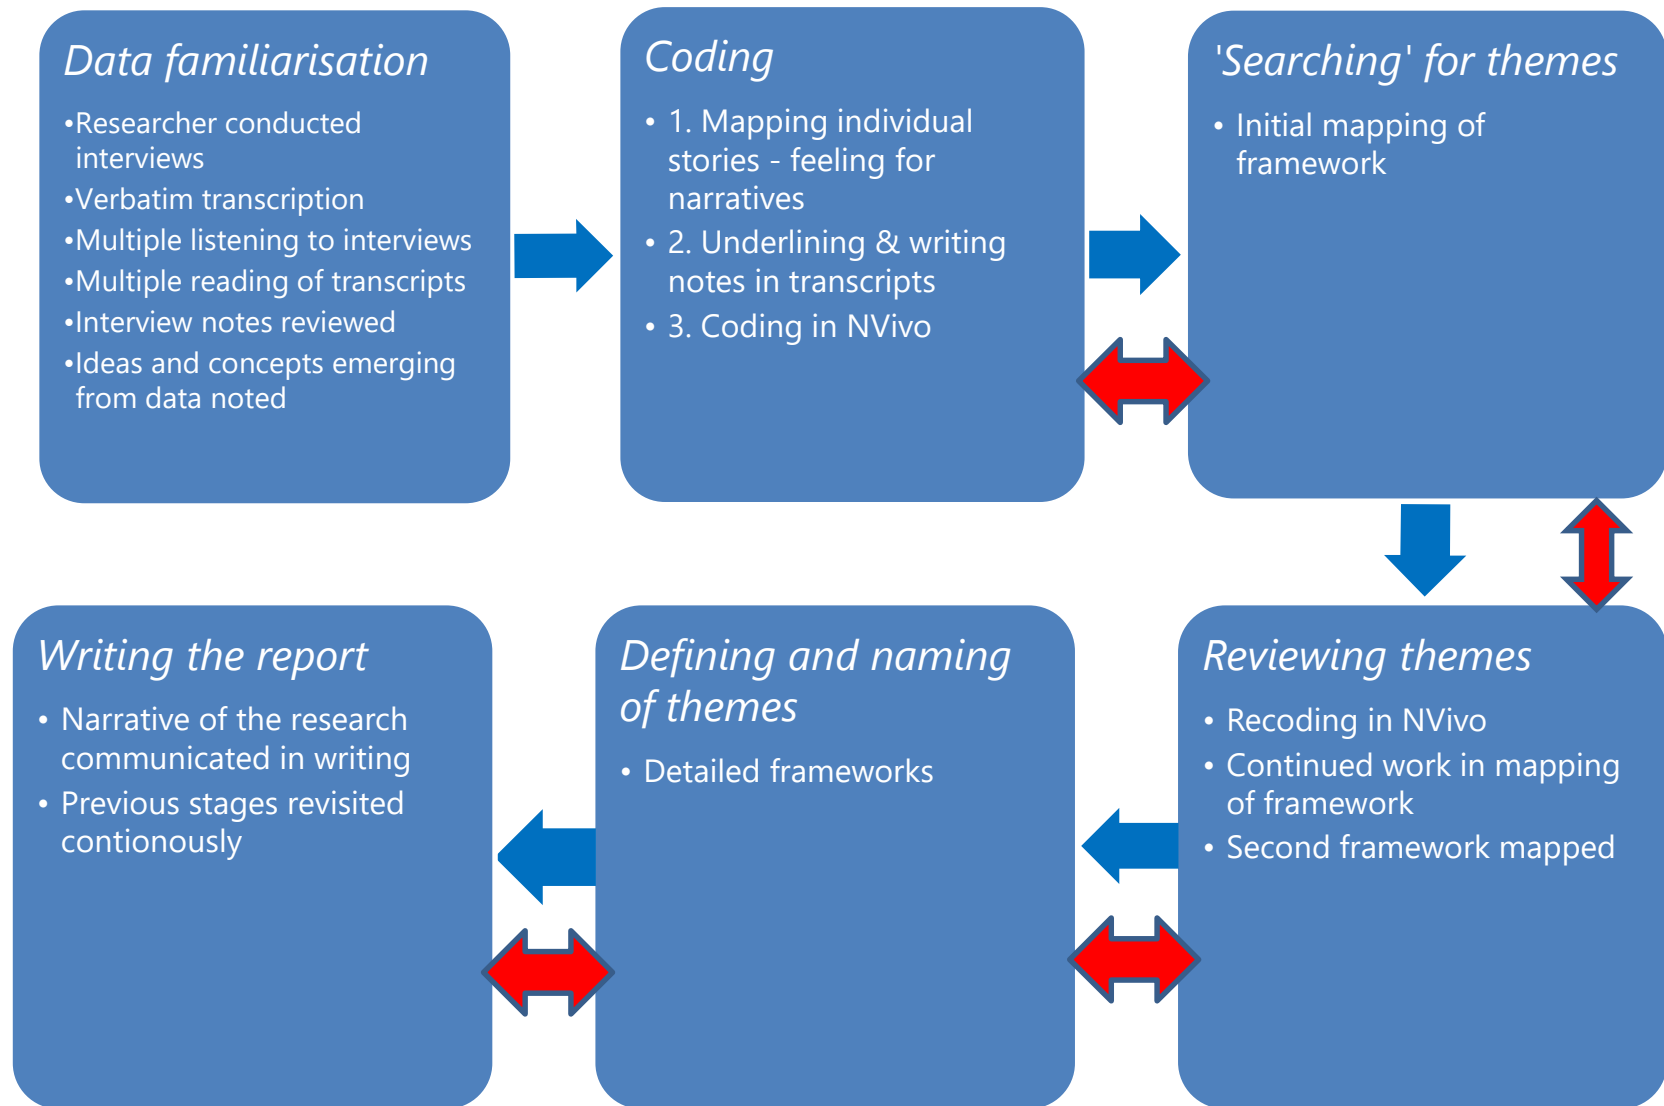 Data familiarisation
•Researcher conducted
interviews
•Verbatim transcription
•Multiple listening to interviews
•Multiple reading of transcripts
•Interview notes reviewed
•Ideas and concepts emerging
from data noted
Coding
• 1. Mapping individual
stories - feeling for
narratives
• 2. Underlining & writing
notes in transcripts
• 3. Coding in NVivo
'Searching' for themes
• Initial mapping of
framework
Writing the report
• Narrative of the research
communicated in writing
• Previous stages revisited
contionously
Defining and naming
of themes
• Detailed frameworks
Reviewing themes
• Recoding in NVivo
• Continued work in mapping
of framework
• Second framework mapped